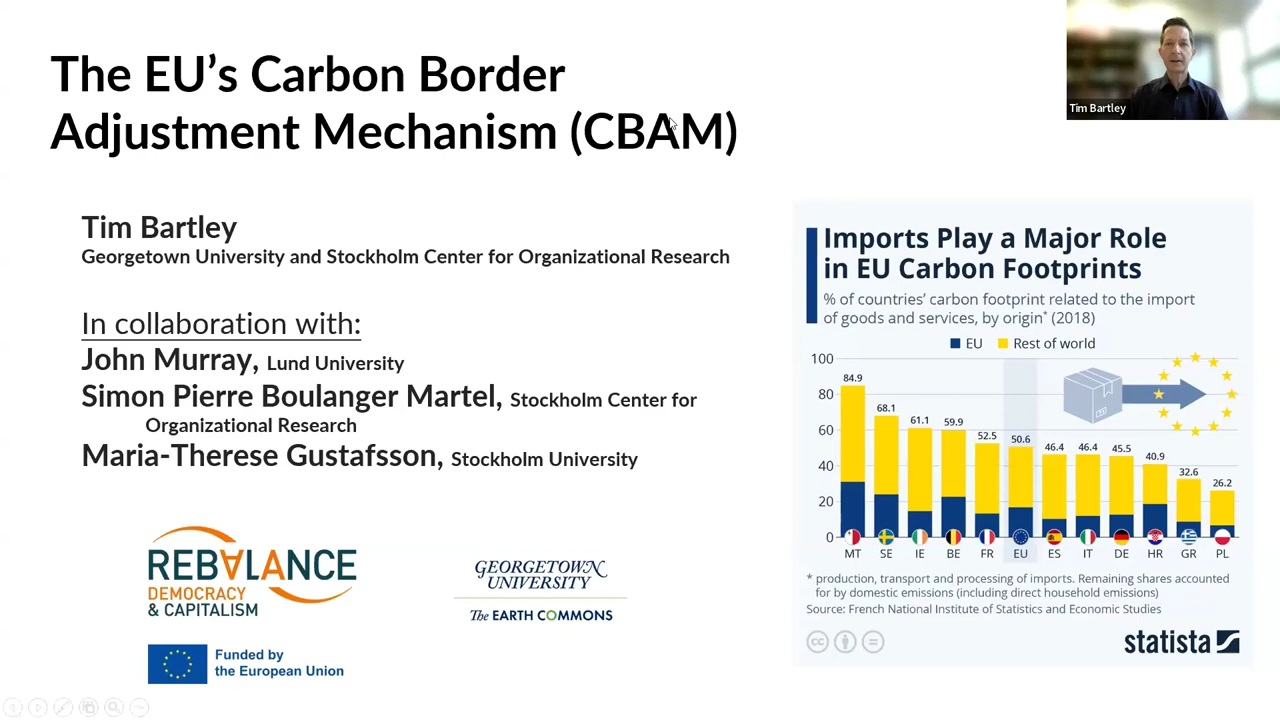 The EU’s Carbon Border
Adjustment Mechanism (CBAM)
Tim Bartley
Tim Bartley
Georgetown University and Stockholm Center for Organizational Research
In collaboration with:
John Murray, Lund University
Simon Pierre Boulanger Martel, Stockholm Center for
Organizational Research
Maria-Therese Gustafsson, Stockholm University
REBALANCE
DEMOCRACY
& CAPITALISM
GEORGETOWN
UNIVERSITY
The EARTH COMMONS
Funded by
the European Union
Imports Play a Major Role
in EU Carbon Footprints
% of countries’ carbon footprint related to the import
of goods and services, by origin* (2018)
EU Rest of world
100
80
60
40
20
0
84.9
68.1
61.1
59.9
52.5
50.6
46.4
46.4
45.5
40.9
32.6
26.2
MT SE IE BE FR EU ES IT DE HR GR PL
* production, transport and processing of imports. Remaining shares accounted
for by domestic emissions (including direct household emissions)
Source: French National Institute of Statistics and Economic Studies
cc
statista